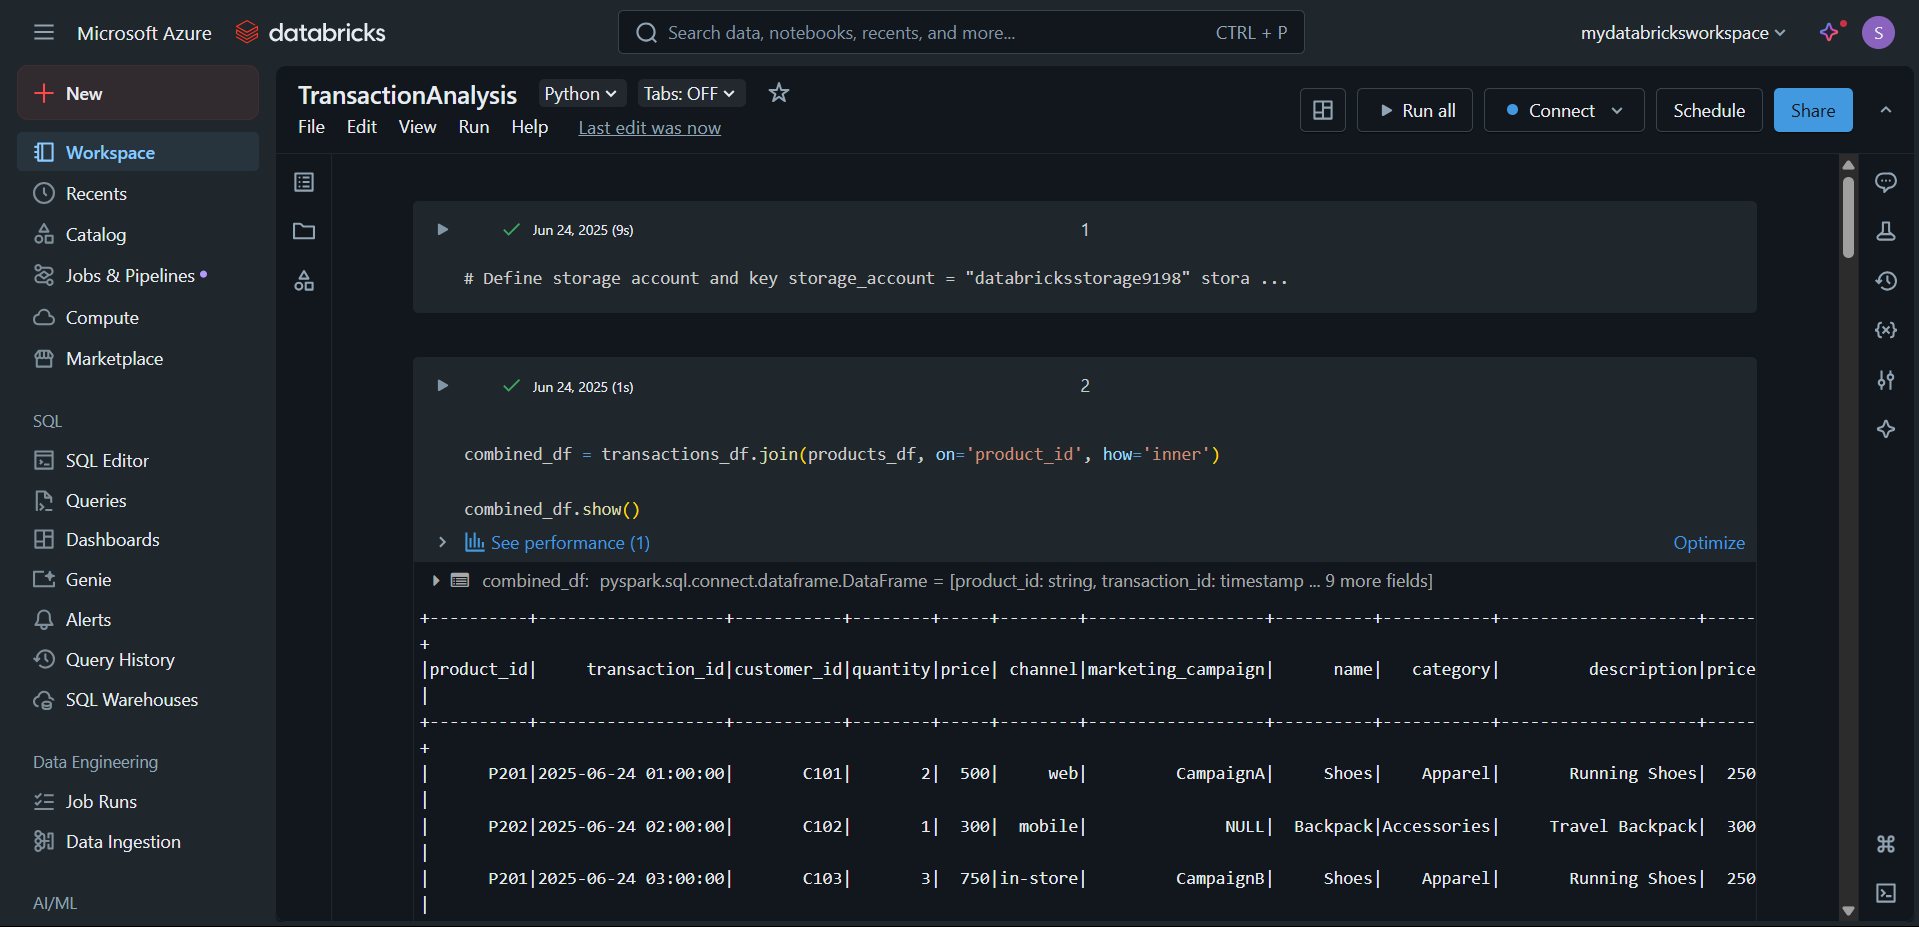 Microsoft Azure databricks
Search data, notebooks, recents, and more... CTRL + P
mydatabricksworkspace
S
New
Workspace
Recents
Catalog
Jobs & Pipelines
Compute
Marketplace
SQL
SQL Editor
Queries
Dashboards
Genie
Alerts
Query History
SQL Warehouses
Data Engineering
Job Runs
Data Ingestion
AI/ML
TransactionAnalysis Python Tabs: OFF
File Edit View Run Help Last edit was now
Run all Connect Schedule Share
Jun 24, 2025 (9s) 1
# Define storage account and key storage_account = "databricksstorage9198" stora ...
Jun 24, 2025 (1s) 2
combined_df = transactions_df.join(products_df, on='product_id', how='inner')
combined_df.show()
See performance (1) Optimize
combined_df: pyspark.sql.connect.dataframe.DataFrame = [product_id: string, transaction_id: timestamp ... 9 more fields]
+----------+-------------------+-----------+--------+-----+--------+------------------+----------+-----------+--------------------+-----
+
|product_id|     transaction_id|customer_id|quantity|price| channel|marketing_campaign|      name|   category|         description|price
|
+----------+-------------------+-----------+--------+-----+--------+------------------+----------+-----------+--------------------+-----
+
|      P201|2025-06-24 01:00:00|       C101|       2|  500|     web|         CampaignA|     Shoes|    Apparel|       Running Shoes|  250
|
|      P202|2025-06-24 02:00:00|       C102|       1|  300|  mobile|              NULL|  Backpack|Accessories|     Travel Backpack|  300
|
|      P201|2025-06-24 03:00:00|       C103|       3|  750|in-store|         CampaignB|     Shoes|    Apparel|       Running Shoes|  250
|